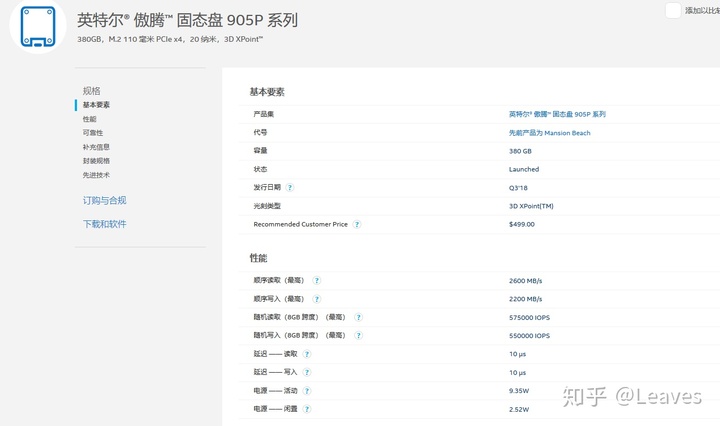 英特尔® 傲腾™ 固态盘 905P 系列
添加以比较
380GB，M.2 110 毫米 PCIe x4，20 纳米，3D XPoint™
规格
基本要素
性能
可靠性
补充信息
封装规格
先进技术
订购与合规
下载和软件
基本要素
产品集 英特尔® 傲腾™ 固态盘 905P 系列
代号 先前产品为 Mansion Beach
容量 380 GB
状态 Launched
发行日期 ? Q3'18
光刻类型 3D XPoint(TM)
Recommended Customer Price ? $499.00
性能
顺序读取（最高） ? 2600 MB/s
顺序写入（最高） ? 2200 MB/s
随机读取（8GB 跨度）（最高） ? 575000 IOPS
随机写入（8GB 跨度）（最高） ? 550000 IOPS
延迟 —— 读取 ? 10 µs
延迟 —— 写入 ? 10 µs
电源 —— 活动 ? 9.35W
电源 —— 闲置 ? 2.52W
知乎 @Leaves